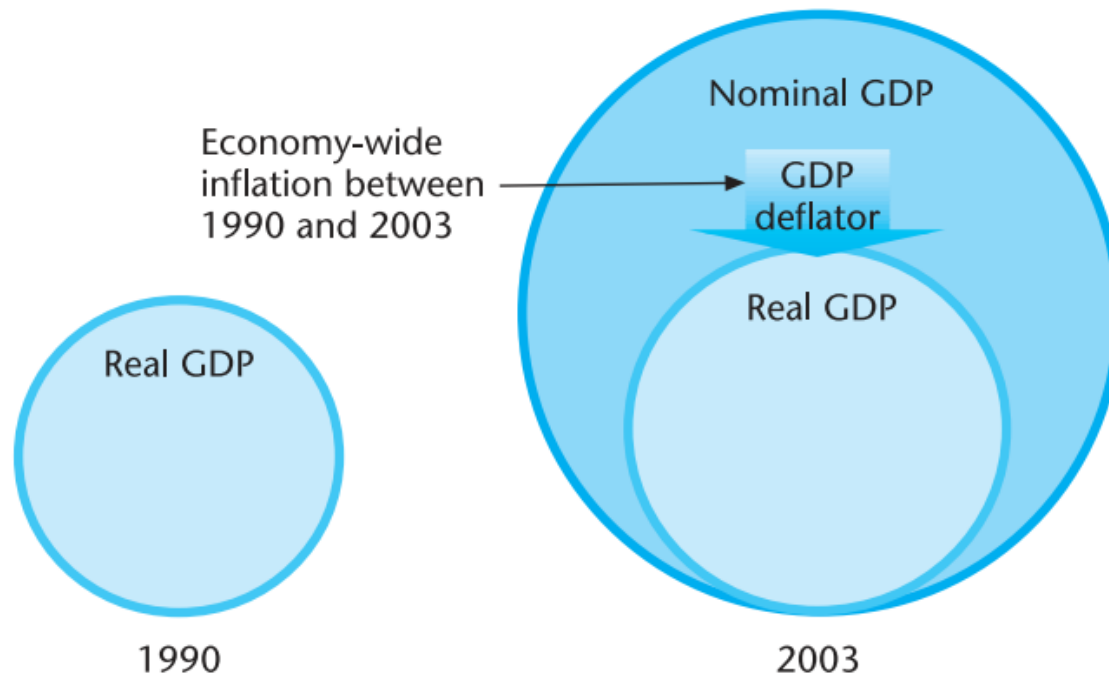 Nominal GDP
Economy-wide
inflation between
1990 and 2003
GDP
deflator
Real GDP
Real GDP
1990
2003